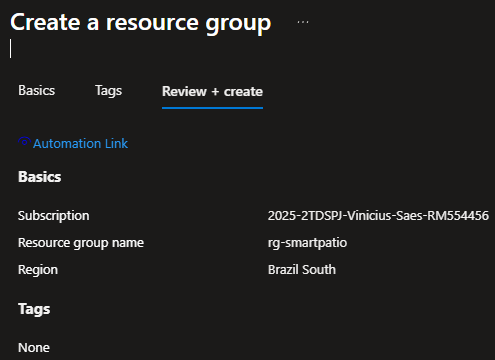 Create a resource group ...
Basics Tags Review + create
Automation Link
Basics
Subscription 2025-2TDSPJ-Vinicius-Saes-RM554456
Resource group name rg-smartpatio
Region Brazil South
Tags
None